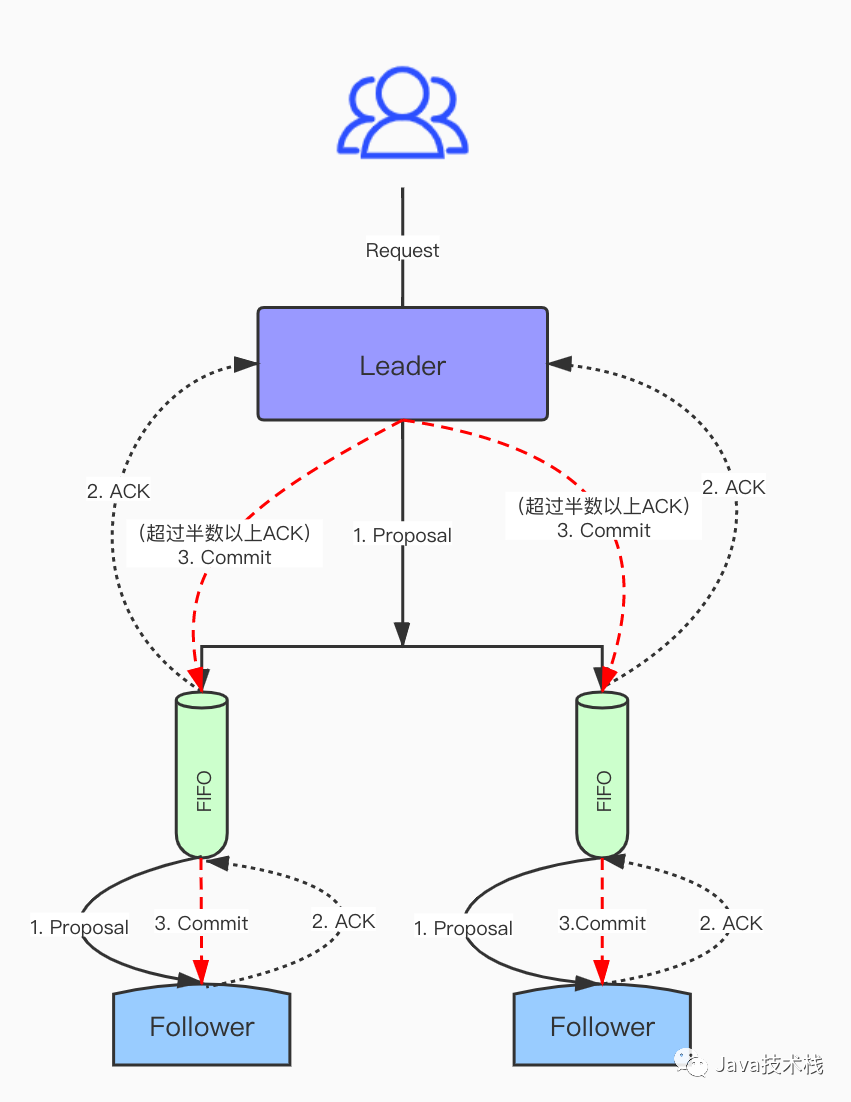 Request
Leader
2. ACK
2. ACK
（超过半数以上ACK）
3. Commit
1. Proposal
（超过半数以上ACK）
3. Commit
FIFO
FIFO
1. Proposal
3. Commit
2. ACK
1. Proposal
3.Commit
2. ACK
Follower
Follower
Java技术栈